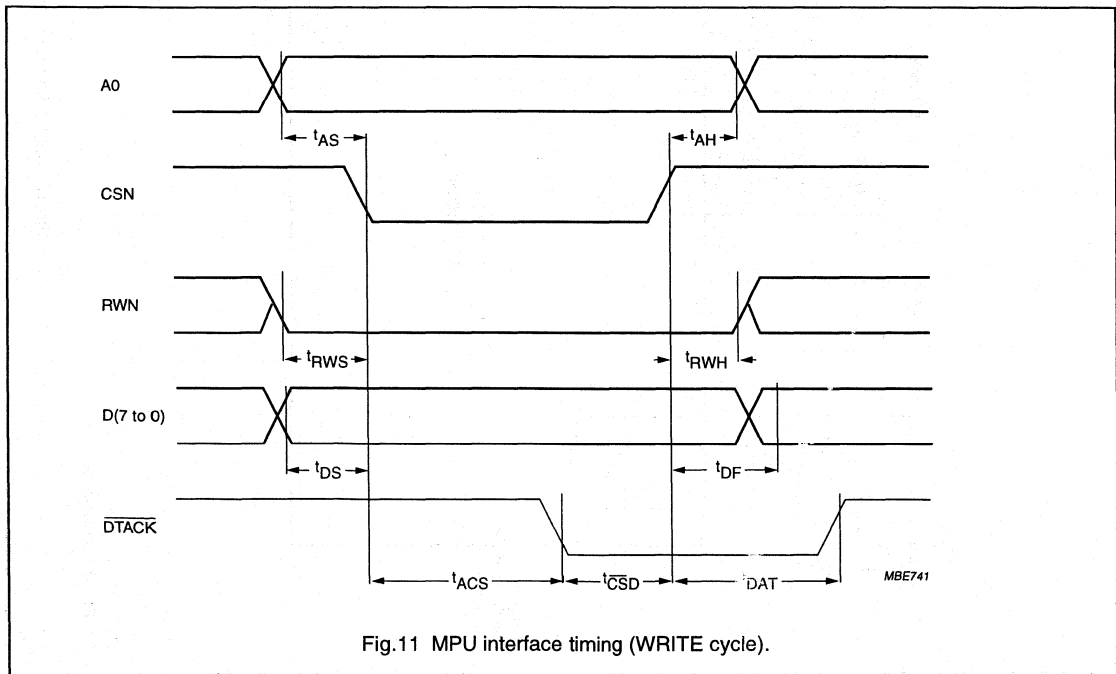 A0
tAS
tAH
CSN
RWN
tRWS
tRWH
D(7 to 0)
tDS
tDF
DTACK
tACS
tCSD
tDAT
MBE741
Fig.11 MPU interface timing (WRITE cycle).